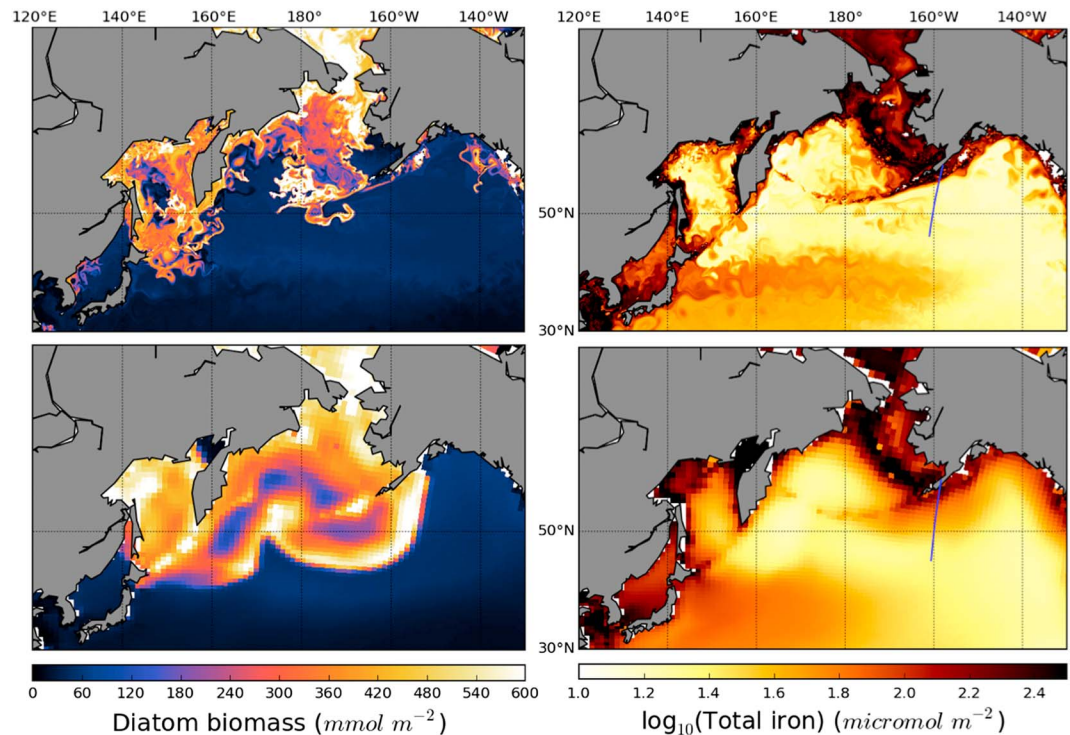 120°E 140°E 160°E 180°E 160°W 140°W
120°E 140°E 160°E 180°E 160°W 140°W
50°N
30°N
50°N
30°N
0 60 120 180 240 300 360 420 480 540 600
Diatom biomass (mmol m⁻²)
1.0 1.2 1.4 1.6 1.8 2.0 2.2 2.4
log₁₀(Total iron) (micromol m⁻²)